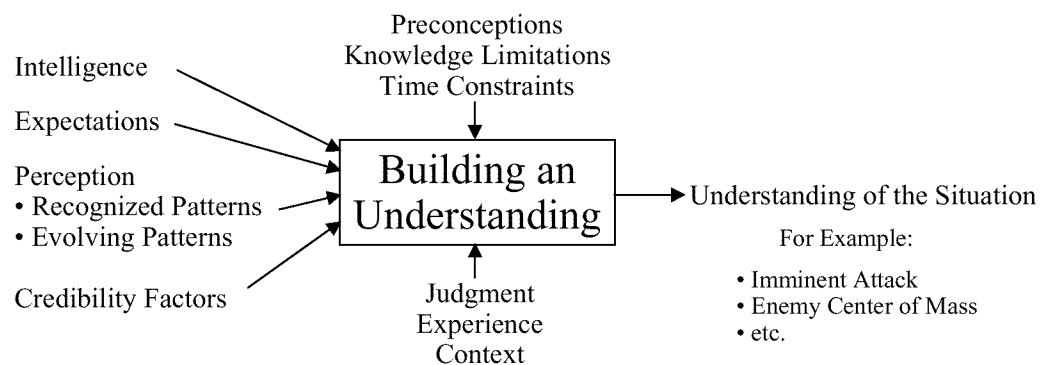 Preconceptions
Knowledge Limitations
Time Constraints
Intelligence
Expectations
Perception
• Recognized Patterns
• Evolving Patterns
Credibility Factors
Building an
Understanding
Judgment
Experience
Context
Understanding of the Situation
For Example:
• Imminent Attack
• Enemy Center of Mass
• etc.